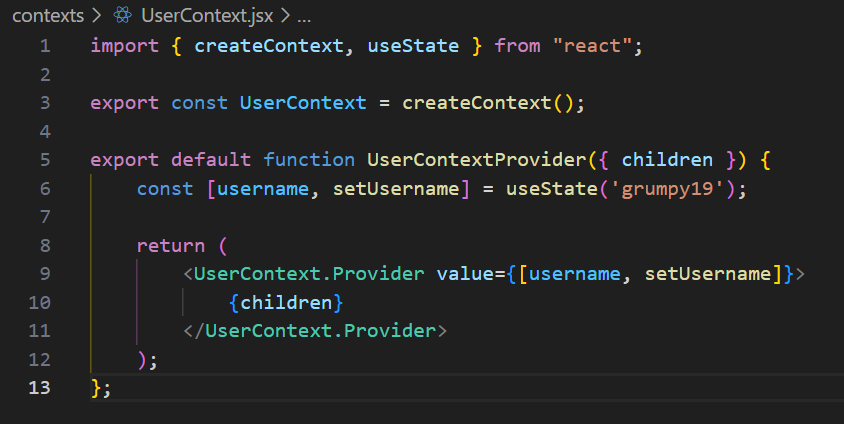 contexts > UserContext.jsx > ...
1 import { createContext, useState } from "react";
2
3 export const UserContext = createContext();
4
5 export default function UserContextProvider({ children }) {
6     const [username, setUsername] = useState('grumpy19');
7
8     return (
9         <UserContext.Provider value={[username, setUsername]}>
10             {children}
11         </UserContext.Provider>
12     );
13 };